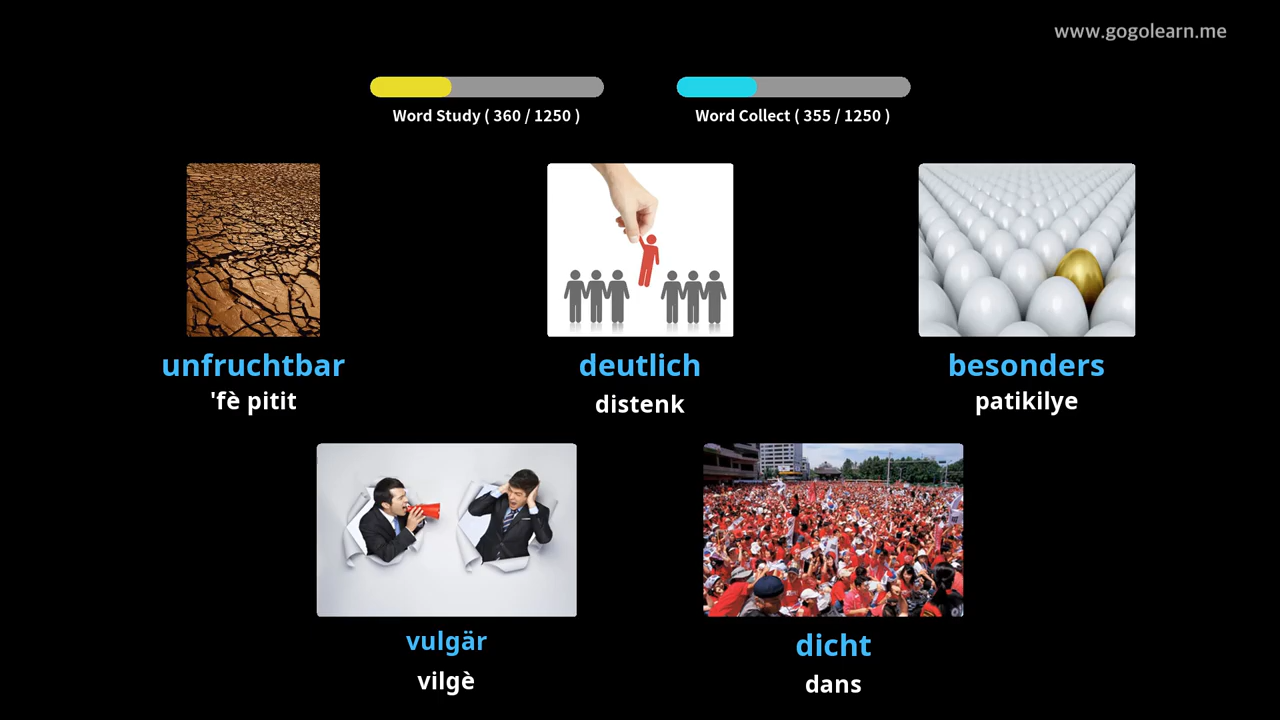 www.gogolearn.me
Word Study ( 360 / 1250 )
Word Collect ( 355 / 1250 )
unfruchtbar
'fè pitit
deutlich
distenk
besonders
patikilye
vulgär
vilgè
dicht
dans